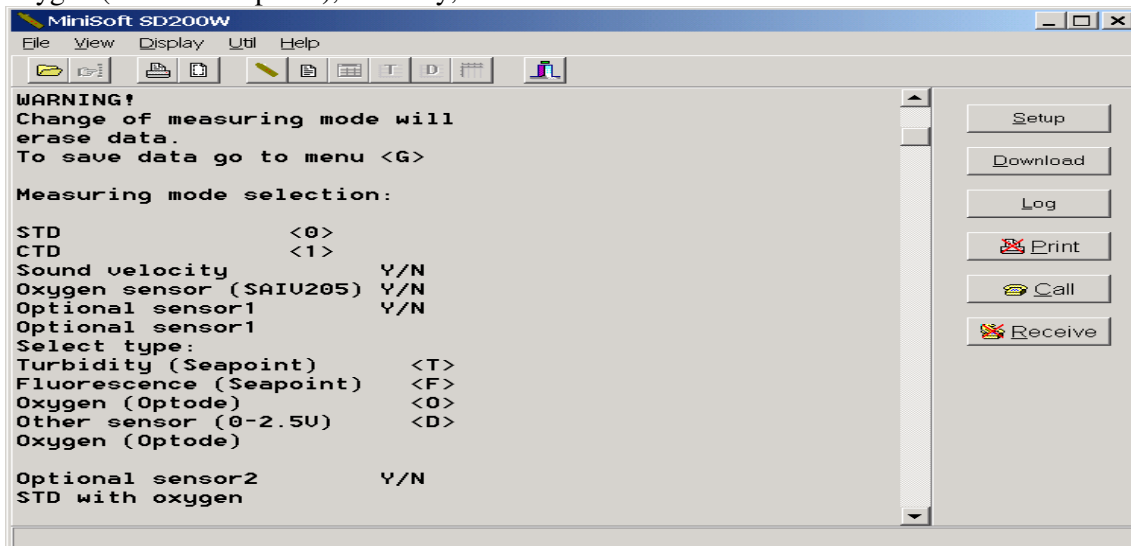 MiniSoft SD200W
File View Display Util Help
T D
WARNING!
Change of measuring mode will
erase data.
To save data go to menu <G>
Measuring mode selection:
STD <0>
CTD <1>
Sound velocity Y/N
Oxygen sensor (SAIV205) Y/N
Optional sensor1 Y/N
Optional sensor1
Select type:
Turbidity (Seapoint) <T>
Fluorescence (Seapoint) <F>
Oxygen (Optode) <O>
Other sensor (0-2.5V) <D>
Oxygen (Optode)
Optional sensor2 Y/N
STD with oxygen
Setup
Download
Log
Print
Call
Receive